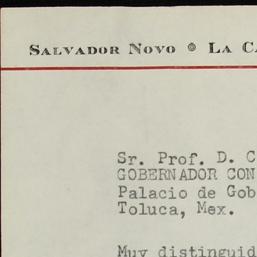 Salvador Novo ® La C
Sr. Prof. D. C
GOBERNADOR CON
Palacio de Gob
Toluca, Mex.
Muy distinguid